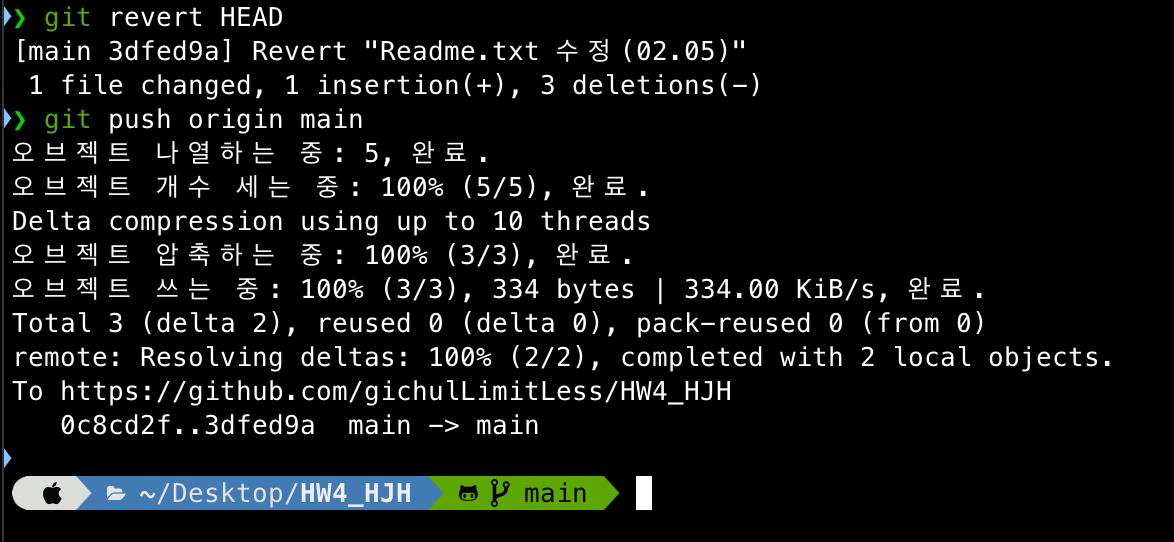 ❯ git revert HEAD
[main 3dfed9a] Revert "Readme.txt 수정(02.05)"
 1 file changed, 1 insertion(+), 3 deletions(-)
❯ git push origin main
오브젝트 나열하는 중: 5, 완료.
오브젝트 개수 세는 중: 100% (5/5), 완료.
Delta compression using up to 10 threads
오브젝트 압축하는 중: 100% (3/3), 완료.
오브젝트 쓰는 중: 100% (3/3), 334 bytes | 334.00 KiB/s, 완료.
Total 3 (delta 2), reused 0 (delta 0), pack-reused 0 (from 0)
remote: Resolving deltas: 100% (2/2), completed with 2 local objects.
To https://github.com/gichulLimitLess/HW4_HJH
   0c8cd2f..3dfed9a  main -> main
~/Desktop/HW4_HJH main